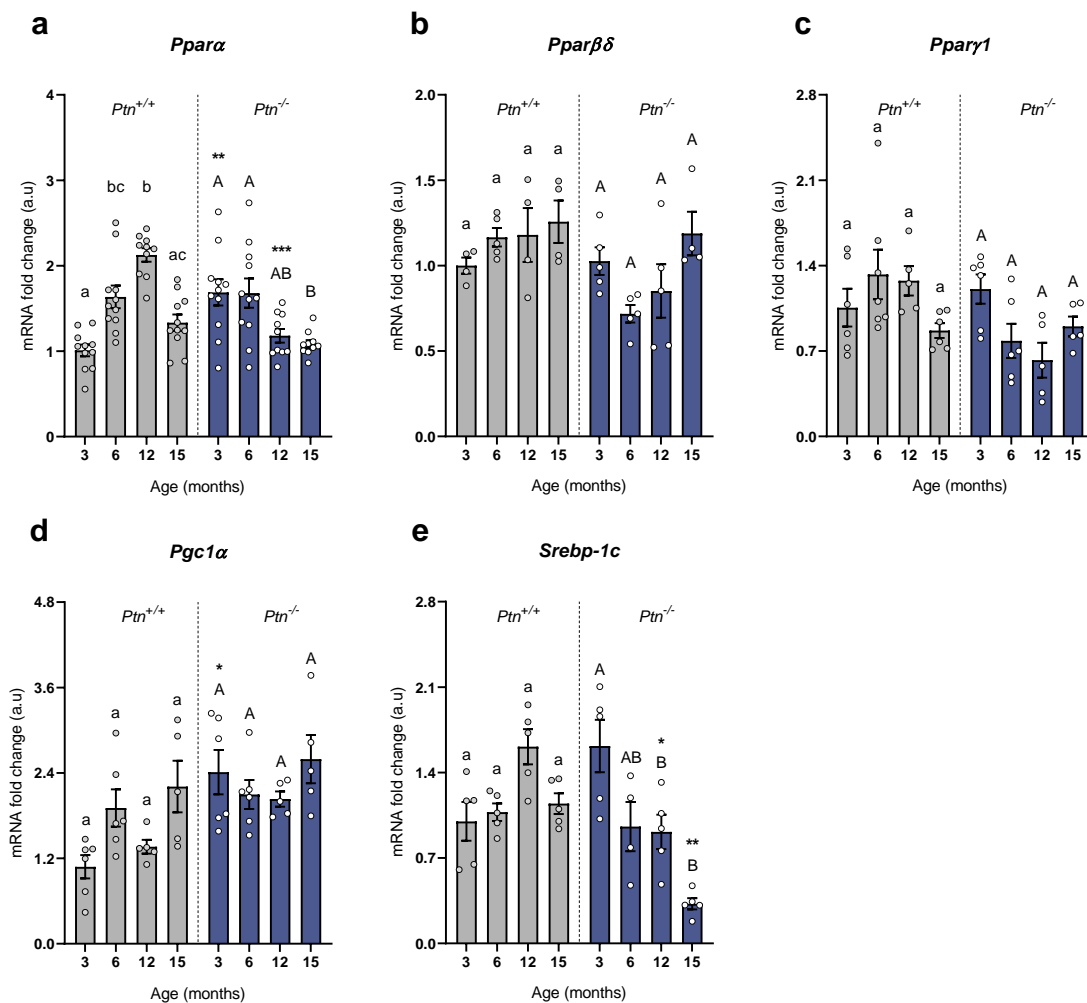 a
Pparα
Ptn+/+
Ptn-/-
mRNA fold change (a.u)
4
3
2
1
0
a
bc
b
ac
**
A
A
***
AB
B
3 6 12 15 3 6 12 15
Age (months)
b
Pparβδ
mRNA fold change (a.u)
2.0
1.5
1.0
0.5
0.0
a
a
a
a
A
A
A
A
3 6 12 15 3 6 12 15
Age (months)
c
Pparγ1
Ptn+/+
Ptn-/-
mRNA fold change (a.u)
2.8
2.1
1.4
0.7
0.0
a
a
a
a
A
A
A
A
3 6 12 15 3 6 12 15
Age (months)
d
Pgc1α
Ptn+/+
Ptn-/-
mRNA fold change (a.u)
4.8
3.6
2.4
1.2
0.0
a
a
a
a
*
A
A
A
A
3 6 12 15 3 6 12 15
Age (months)
e
Srebp-1c
Ptn+/+
Ptn-/-
mRNA fold change (a.u)
2.8
2.1
1.4
0.7
0.0
a
a
a
a
A
AB
*
B
**
B
3 6 12 15 3 6 12 15
Age (months)